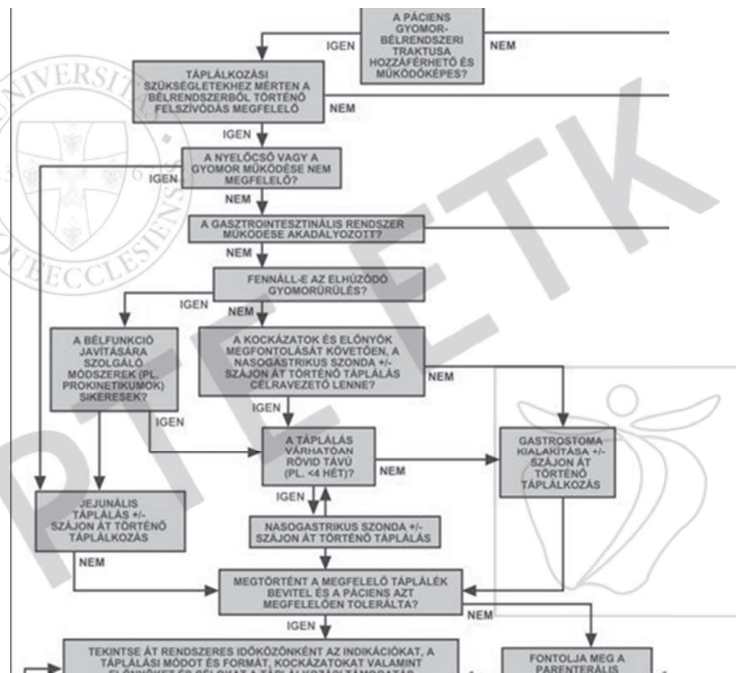 A PÁCIENS
GYOMOR-
BÉLRENDSZERI
TRAKTUSA
HOZZÁFÉRHETŐ ÉS
MŰKÖDŐKÉPES?
IGEN
NEM
TÁPLÁLKOZÁSI
SZÜKSÉGLETEKHEZ MÉRTEN A
BÉLRENDSZERBŐL TÖRTÉNŐ
FELSZÍVÓDÁS MEGFELELŐ
NEM
IGEN
A NYELŐCSŐ VAGY A
GYOMOR MŰKÖDÉSE NEM
MEGFELELŐ?
IGEN
NEM
A GASZTROINTESZTINÁLIS RENDSZER
MŰKÖDÉSE AKADÁLYOZOTT?
NEM
FENNÁLL-E AZ ELHÚZÓDÓ
GYOMORÜRÜLÉS?
IGEN
NEM
A BÉLFUNKCIÓ
JAVÍTÁSÁRA
SZOLGÁLÓ
MÓDSZEREK (PL.
PROKINETIKUMOK)
SIKERESEK?
A KOCKÁZATOK ÉS ELŐNYÖK
MEGFONTOLÁSÁT KÖVETŐEN, A
NASOGASTRIKUS SZONDA +/-
SZÁJON ÁT TÖRTÉNŐ TÁPLÁLÁS
CÉLRAVEZETŐ LENNE?
NEM
IGEN
IGEN
A TÁPLÁLÁS
VÁRHATÓAN
RÖVID TÁVÚ
(PL. <4 HÉT)?
NEM
GASTROSTOMA
KIALAKÍTÁSA +/-
SZÁJON ÁT
TÖRTÉNŐ
TÁPLÁLKOZÁS
IGEN
JEJUNÁLIS
TÁPLÁLÁS +/-
SZÁJON ÁT TÖRTÉNŐ
TÁPLÁLKOZÁS
NASOGASTRIKUS SZONDA +/-
SZÁJON ÁT TÖRTÉNŐ TÁPLÁLÁS
NEM
MEGTÖRTÉNT A MEGFELELŐ TÁPLÁLÉK
BEVITEL ÉS A PÁCIENS AZT
MEGFELELŐEN TOLERÁLTA?
NEM
IGEN
TEKINTSE ÁT RENDSZERES IDŐKÖZÖNKÉNT AZ INDIKÁCIÓKAT, A
TÁPLÁLÁSI MÓDOT ÉS FORMÁT, KOCKÁZATOKAT VALAMINT
FONTOLJA MEG A
PARENTERÁLIS
PTE ETK